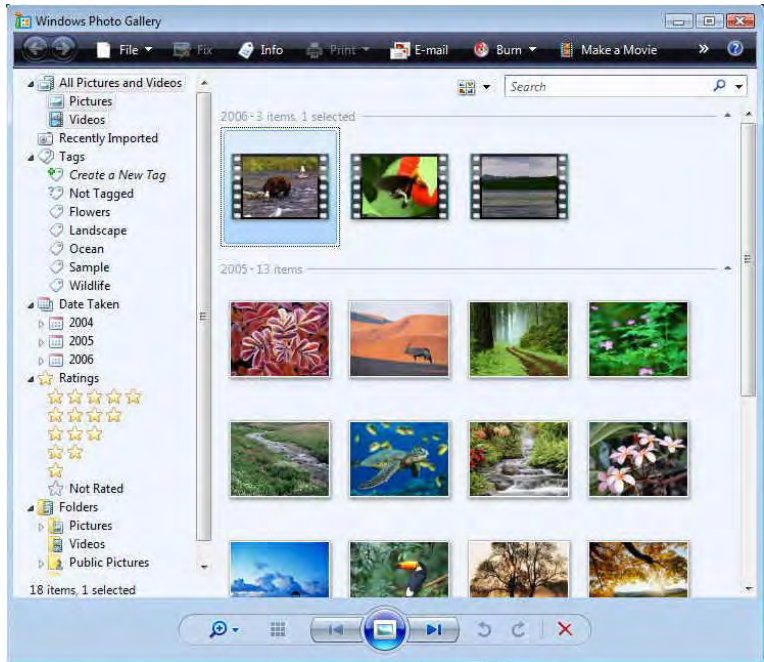 Windows Photo Gallery
File Fix Info Print E-mail Burn Make a Movie » ?
All Pictures and Videos
Pictures
Videos
Recently Imported
Tags
Create a New Tag
Not Tagged
Flowers
Landscape
Ocean
Sample
Wildlife
Date Taken
2004
2005
2006
Ratings
Not Rated
Folders
Pictures
Videos
Public Pictures
18 items, 1 selected
Search
2006 - 3 items, 1 selected
2005 - 13 items